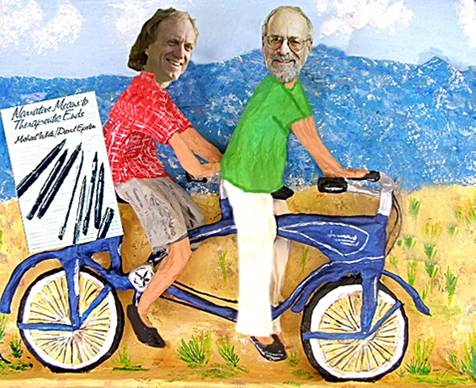 Narrative Means to
Therapeutic Ends
Michael White/David Epston